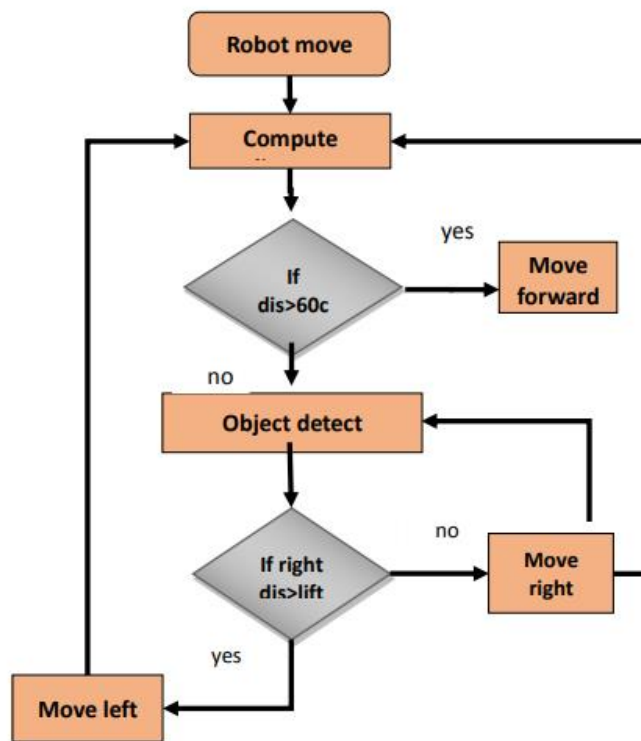 Robot move
Compute
yes
If
dis>60c
Move
forward
no
Object detect
no
If right
dis>lift
Move
right
yes
Move left